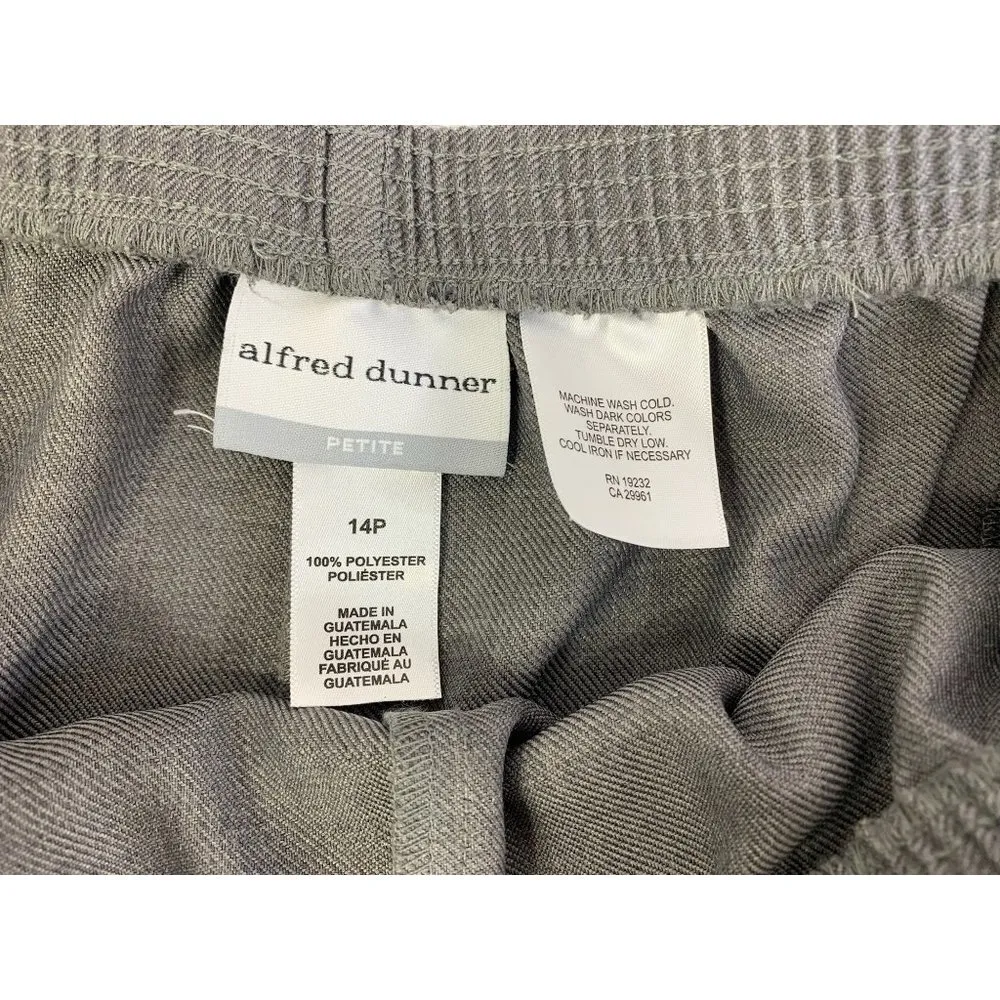 alfred dunner
PETITE
14P
100% POLYESTER
POLIÉSTER
MADE IN
GUATEMALA
HECHO EN
GUATEMALA
FABRIQUÉ AU
GUATEMALA
MACHINE WASH COLD.
WASH DARK COLORS
SEPARATELY.
TUMBLE DRY LOW.
COOL IRON IF NECESSARY
RN 19232
CA 29961